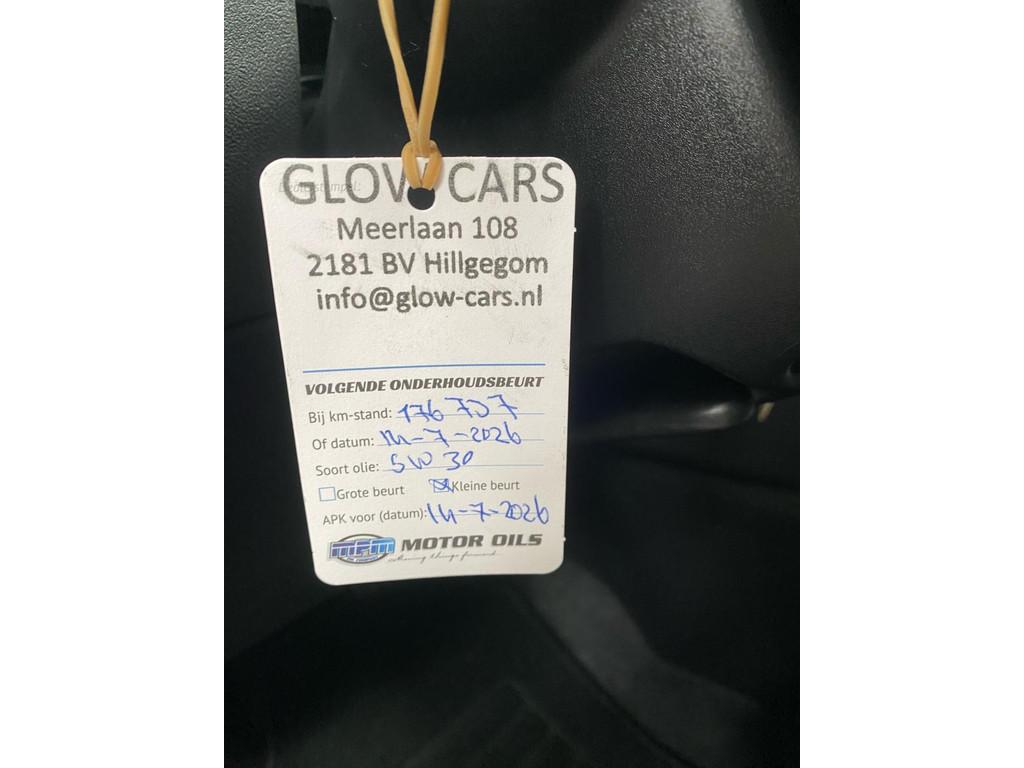 GLOW CARS
Meerlaan 108
2181 BV Hillgegom
info@glow-cars.nl
VOLGENDE ONDERHOUDSBEURT
Bij km-stand: 176 707
Of datum: 14-7-2026
Soort olie: 5W 30
Grote beurt Kleine beurt
APK voor (datum): 14-7-2026
MOTOR OILS